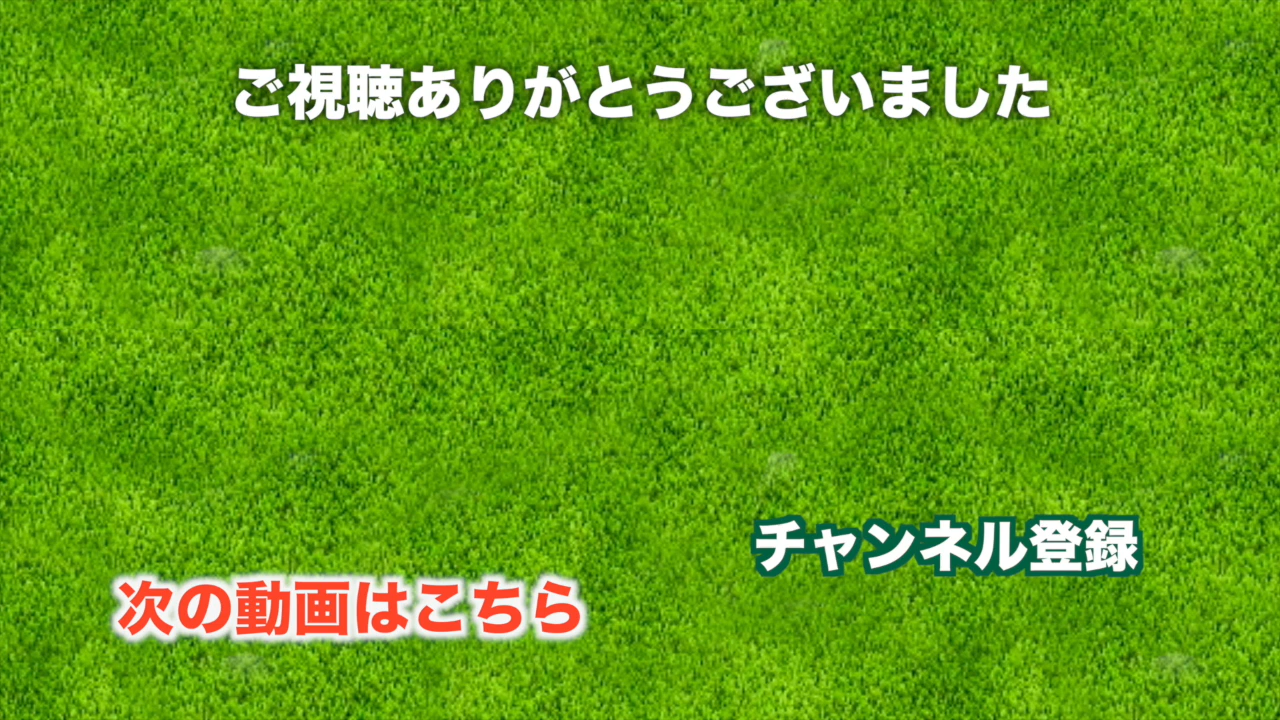 ご視聴ありがとうございました
チャンネル登録
次の動画はこちら